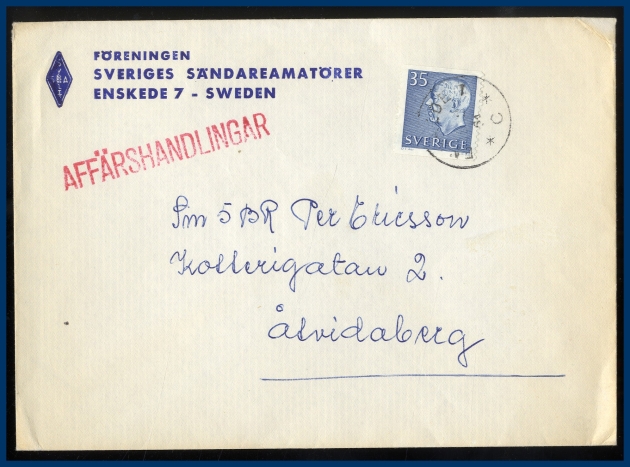 FÖRENINGEN
SVERIGES SÄNDAREAMATÖRER
ENSKEDE 7 - SWEDEN
AFFÄRSHANDLINGAR
35
SVERIGE
Sm 5 BR Per Ericsson
Kollerigatan 2.
Åtvidaberg